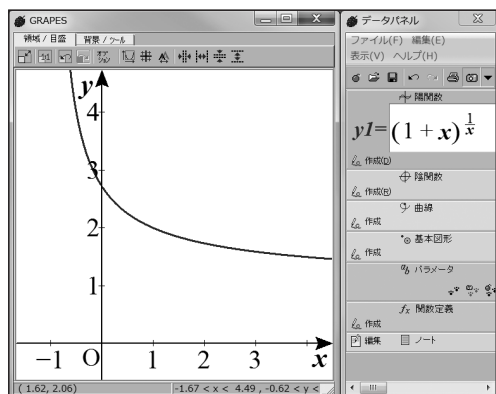 GRAPES
領域/目盛 背景/ツール
y
4
3
2
1
−1 O 1 2 3 x
( 1.62, 2.06) -1.67 < x < 4.49 , -0.62 < y <
データパネル
ファイル(F) 編集(E)
表示(V) ヘルプ(H)
陽関数
y1= (1 + x)^{1/x}
作成(D)
陰関数
作成(R)
曲線
作成
基本図形
作成
パラメータ
関数定義
作成
編集 ノート